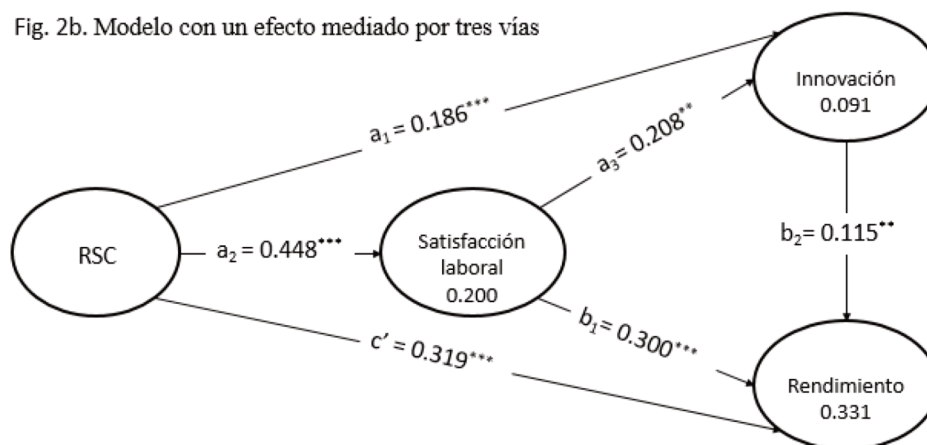 Fig. 2b. Modelo con un efecto mediado por tres vías
Innovación
0.091
a₁ = 0.186***
a₃= 0.208**
RSC
a₂ = 0.448***
Satisfacción
laboral
0.200
b₂= 0.115**
b₁= 0.300***
c’ = 0.319***
Rendimiento
0.331